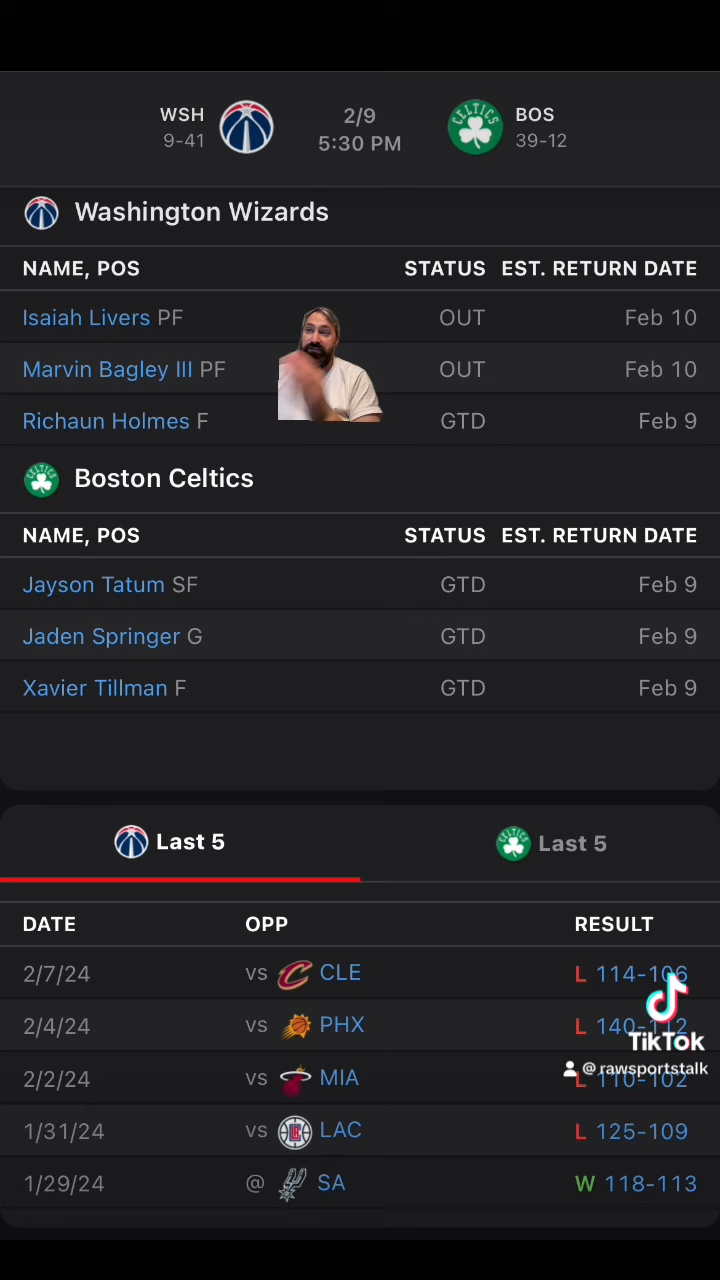 WSH 2/9 BOS
9-41 5:30 PM 39-12
CELTICS
Washington Wizards
NAME, POS STATUS EST. RETURN DATE
Isaiah Livers PF OUT Feb 10
Marvin Bagley III PF OUT Feb 10
Richaun Holmes F GTD Feb 9
Boston Celtics
NAME, POS STATUS EST. RETURN DATE
Jayson Tatum SF GTD Feb 9
Jaden Springer G GTD Feb 9
Xavier Tillman F GTD Feb 9
Last 5 Last 5
DATE OPP RESULT
2/7/24 vs CLE L 114-106
2/4/24 vs PHX L 140-112
TikTok
@rawsportstalk
2/2/24 vs MIA L 110-102
1/31/24 vs LAC L 125-109
1/29/24 @ SA W 118-113